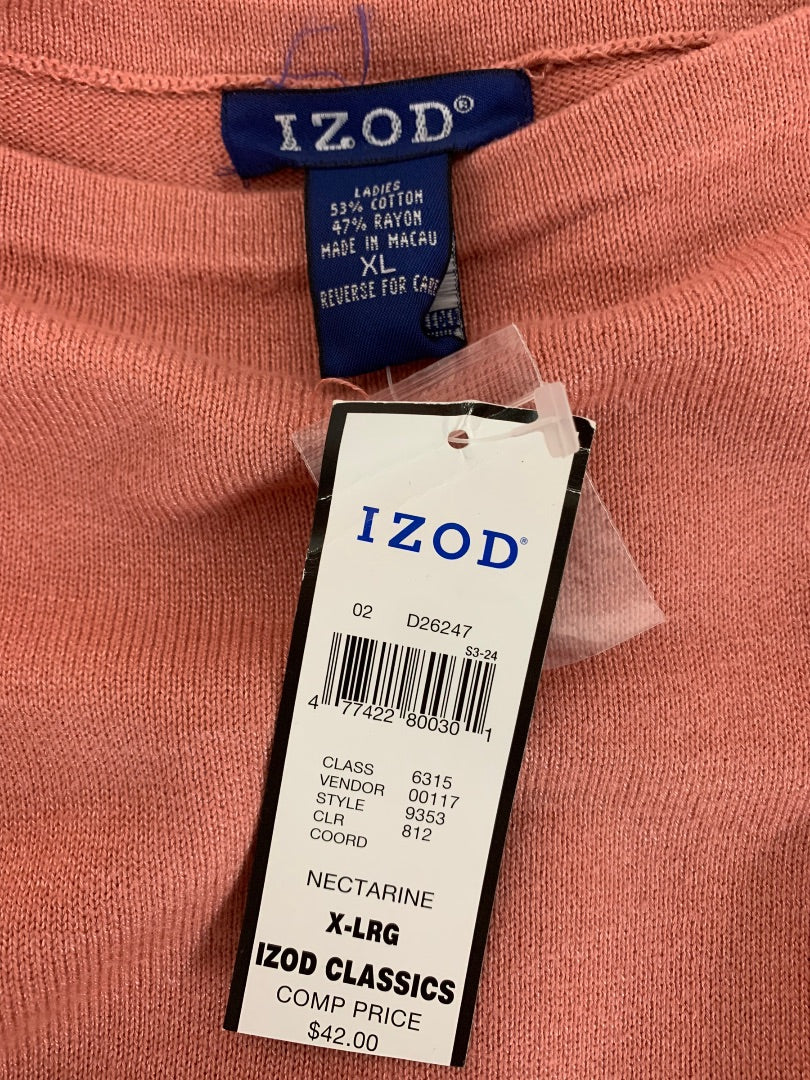 IZOD®
LADIES
53% COTTON
47% RAYON
MADE IN MACAU
XL
REVERSE FOR CARE
IZOD®
02 D26247
S3-24
4 77422 80030 1
CLASS 6315
VENDOR 00117
STYLE 9353
CLR 812
COORD
NECTARINE
X-LRG
IZOD CLASSICS
COMP PRICE
$42.00